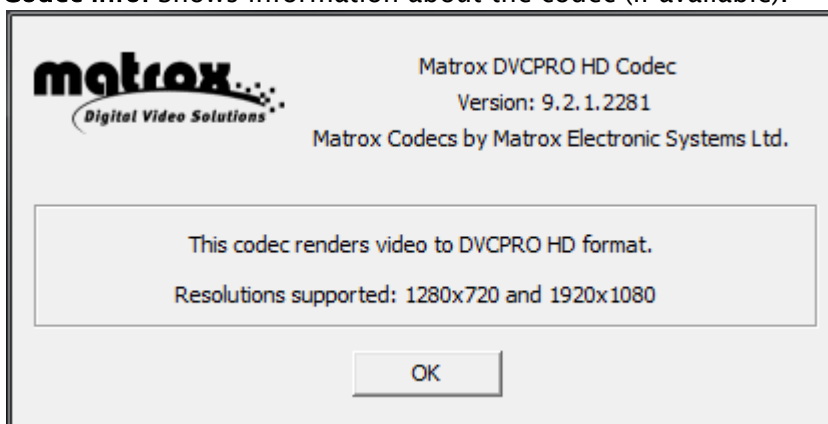 Codec Info: Shows information about the codec (if available).
matrox
Digital Video Solutions
Matrox DVCPRO HD Codec
Version: 9.2.1.2281
Matrox Codecs by Matrox Electronic Systems Ltd.
This codec renders video to DVCPRO HD format.
Resolutions supported: 1280x720 and 1920x1080
OK